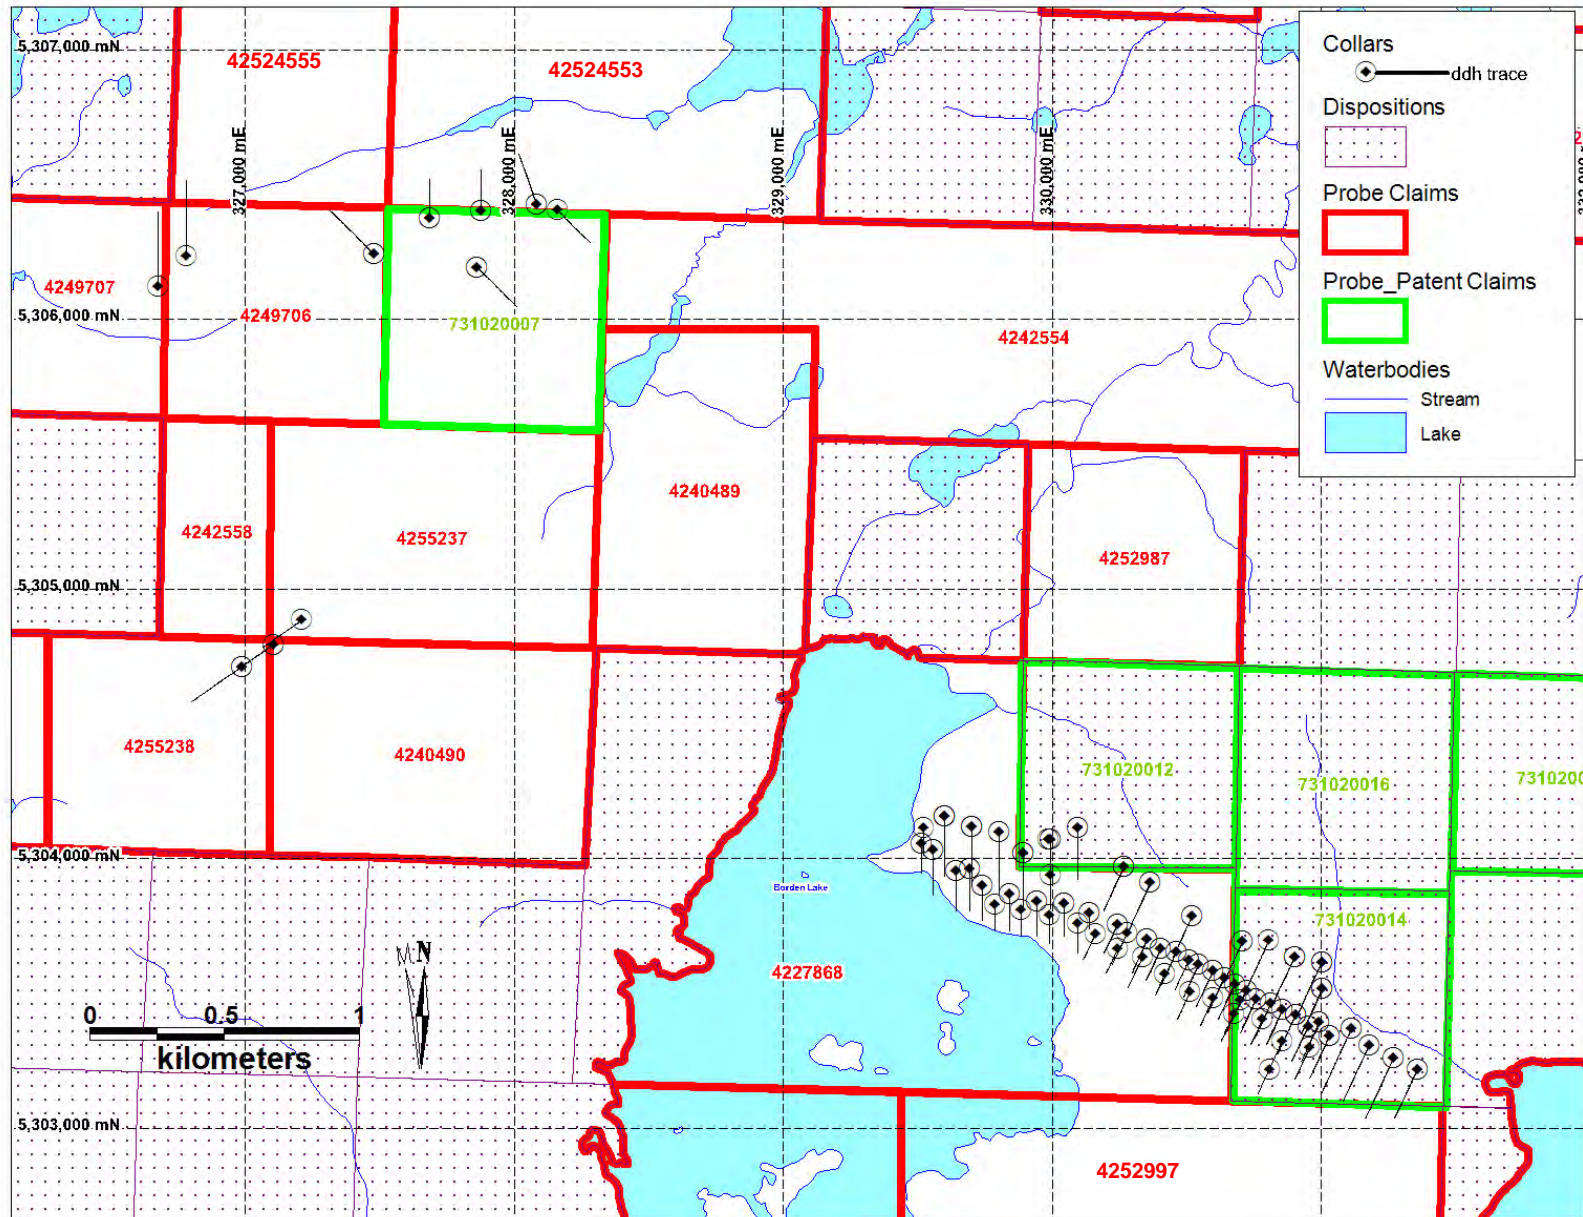 5,307,000 mN
42524555
42524553
Collars
ddh trace
Dispositions
Probe Claims
Probe_Patent Claims
Waterbodies
Stream
Lake
327,000 mE
328,000 mE
329,000 mE
330,000 mE
4249707
5,306,000 mN
4249706
731020007
4242554
4240489
4242558
4255237
4252987
5,305,000 mN
4255238
4240490
731020012
731020016
731020
5,304,000 mN
Borden Lake
731020014
4227868
N
0 0.5 1
kilometers
5,303,000 mN
4252997